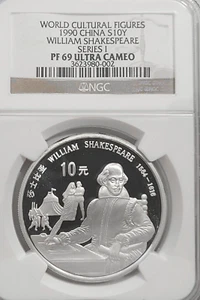 WORLD CULTURAL FIGURES
1990 CHINA S10Y
WILLIAM SHAKESPEARE
SERIES I
PF 69 ULTRA CAMEO
3623980-002
NGC
莎士比亚 WILLIAM SHAKESPEARE 1564-1616
10元